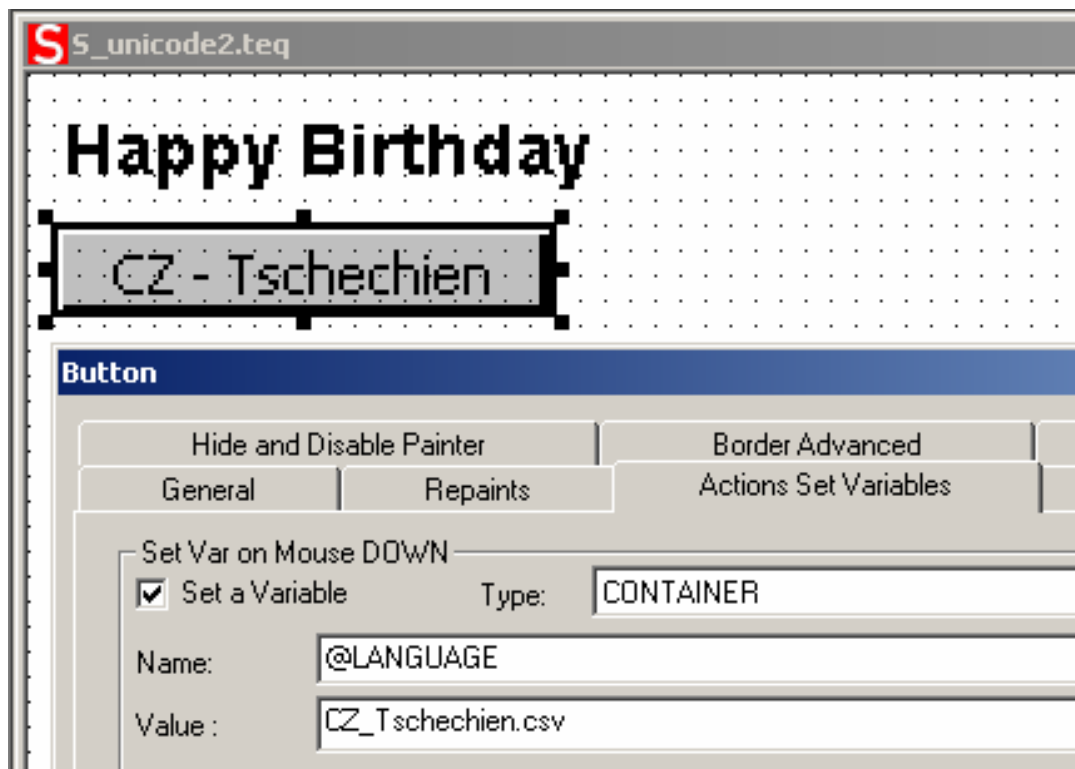 S S_unicode2.teq
Happy Birthday
CZ - Tschechien
Button
Hide and Disable Painter Border Advanced
General Repaints Actions Set Variables
Set Var on Mouse DOWN
Set a Variable Type: CONTAINER
Name: @LANGUAGE
Value : CZ_Tschechien.csv